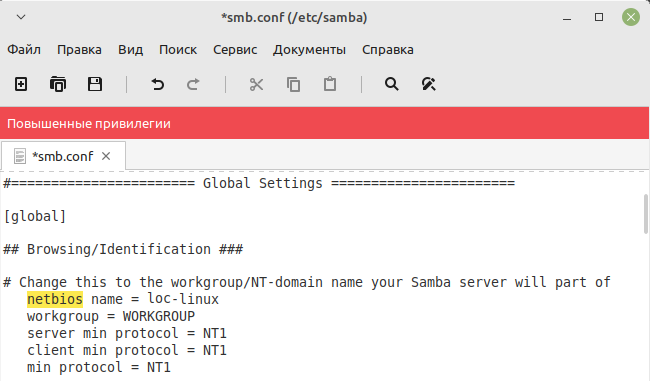 *smb.conf (/etc/samba)
Файл Правка Вид Поиск Сервис Документы Справка
Повышенные привилегии
*smb.conf
#======================= Global Settings =======================
[global]
## Browsing/Identification ###
# Change this to the workgroup/NT-domain name your Samba server will part of
netbios name = loc-linux
workgroup = WORKGROUP
server min protocol = NT1
client min protocol = NT1
min protocol = NT1